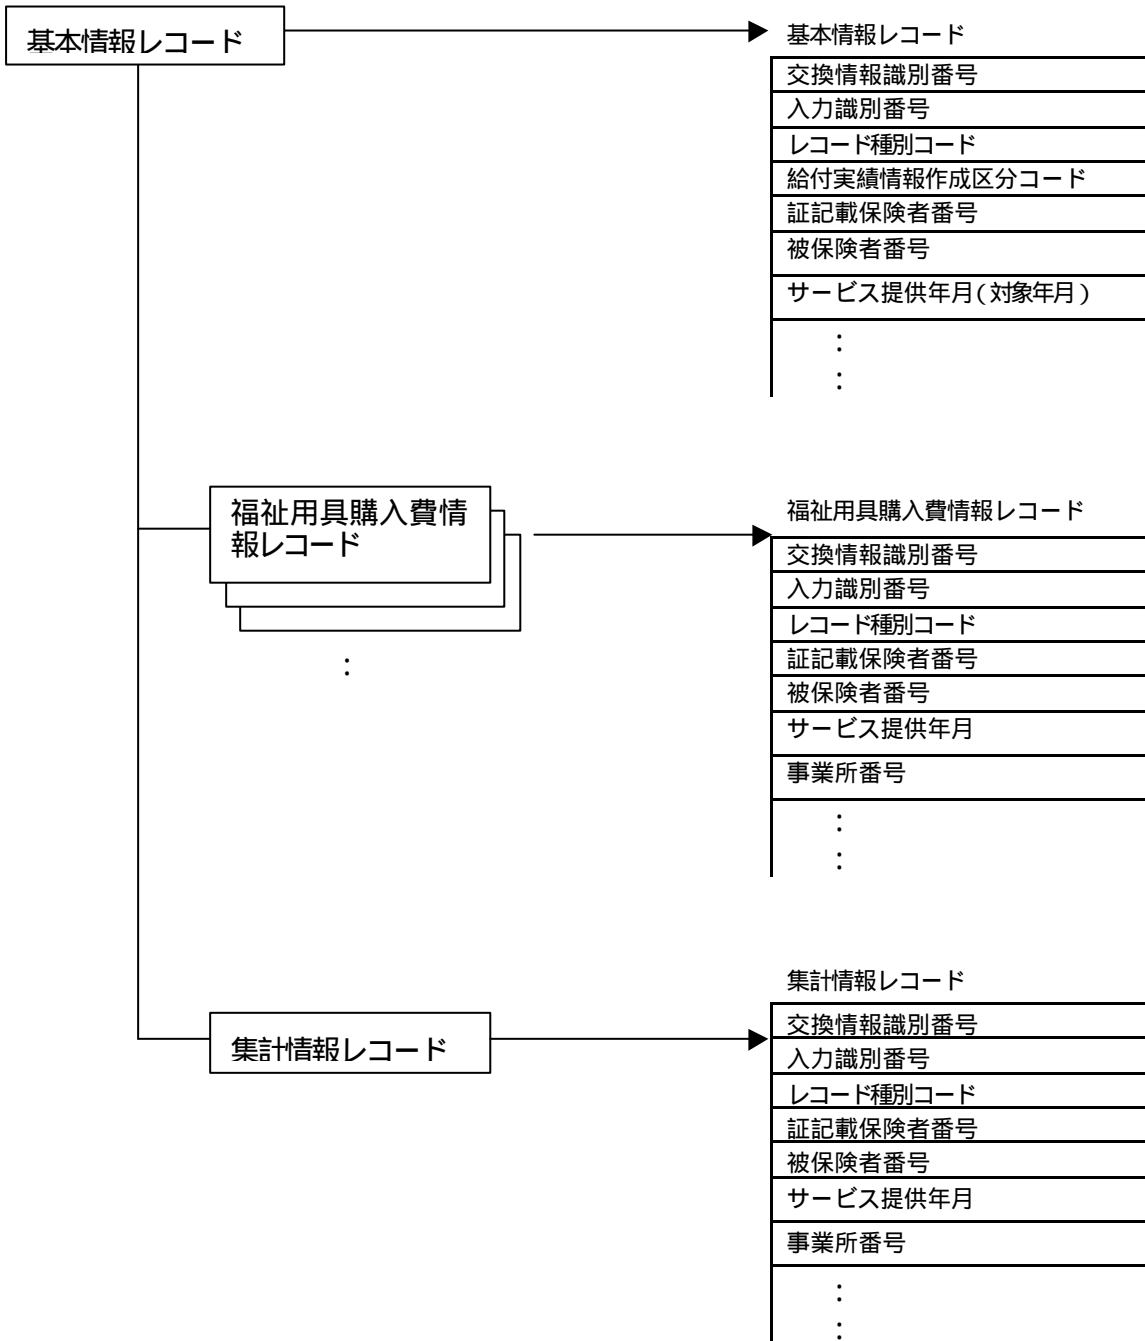 基本情報レコード
基本情報レコード
交換情報識別番号
入力識別番号
レコード種別コード
給付実績情報作成区分コード
証記載保険者番号
被保険者番号
サービス提供年月(対象年月)
:
:
福祉用具購入費情
報レコード
:
福祉用具購入費情報レコード
交換情報識別番号
入力識別番号
レコード種別コード
証記載保険者番号
被保険者番号
サービス提供年月
事業所番号
:
:
集計情報レコード
集計情報レコード
交換情報識別番号
入力識別番号
レコード種別コード
証記載保険者番号
被保険者番号
サービス提供年月
事業所番号
:
: